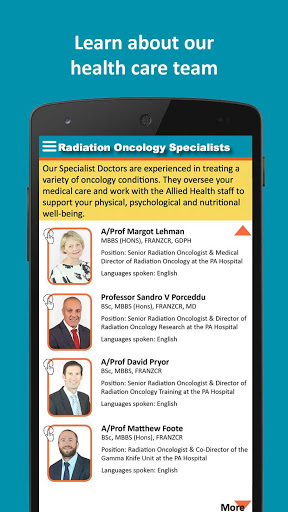 Learn about our
health care team
Radiation Oncology Specialists
Our Specialist Doctors are experienced in treating a
variety of oncology conditions. They oversee your
medical care and work with the Allied Health staff to
support your physical, psychological and nutritional
well-being.
A/Prof Margot Lehman
MBBS (HONS), FRANZCR, GDPH
Position: Senior Radiation Oncologist & Medical
Director of Radiation Oncology at the PA Hospital
Languages spoken: English
Professor Sandro V Porceddu
BSc, MBBS (Hons), FRANZCR, MD
Position: Senior Radiation Oncologist & Director of
Radiation Oncology Research at the PA Hospital
Languages spoken: English
A/Prof David Pryor
BSc, MBBS, FRANZCR
Position: Senior Radiation Oncologist & Director of
Radiation Oncology Training at the PA Hospital
Languages spoken: English
A/Prof Matthew Foote
BSc, MBBS (Hons), FRANZCR
Position: Radiation Oncologist & Co-Director of the
Gamma Knife Unit at the PA Hospital
Languages spoken: English
More